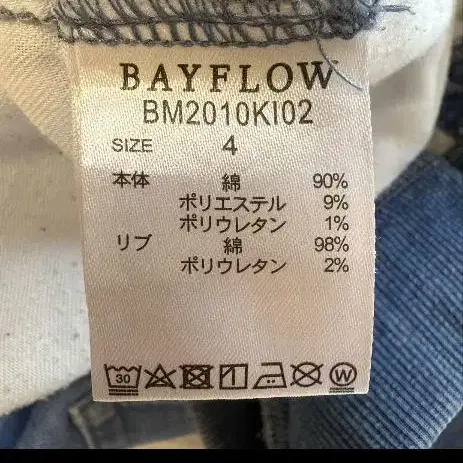 BAYFLOW
BM2010KI02
SIZE 4
本体 綿 90%
ポリエステル 9%
ポリウレタン 1%
リブ 綿 98%
ポリウレタン 2%
30 W